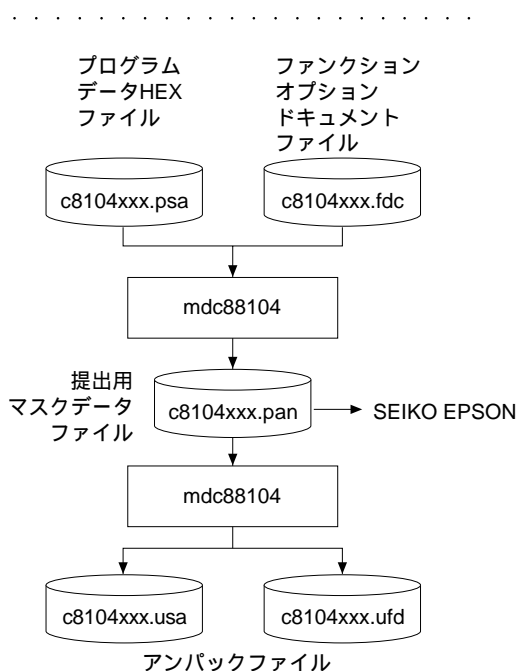 プログラム
データHEX
ファイル
ファンクション
オプション
ドキュメント
ファイル
c8104xxx.psa
c8104xxx.fdc
mdc88104
提出用
マスクデータ
ファイル
c8104xxx.pan
SEIKO EPSON
mdc88104
c8104xxx.usa
c8104xxx.ufd
アンパックファイル